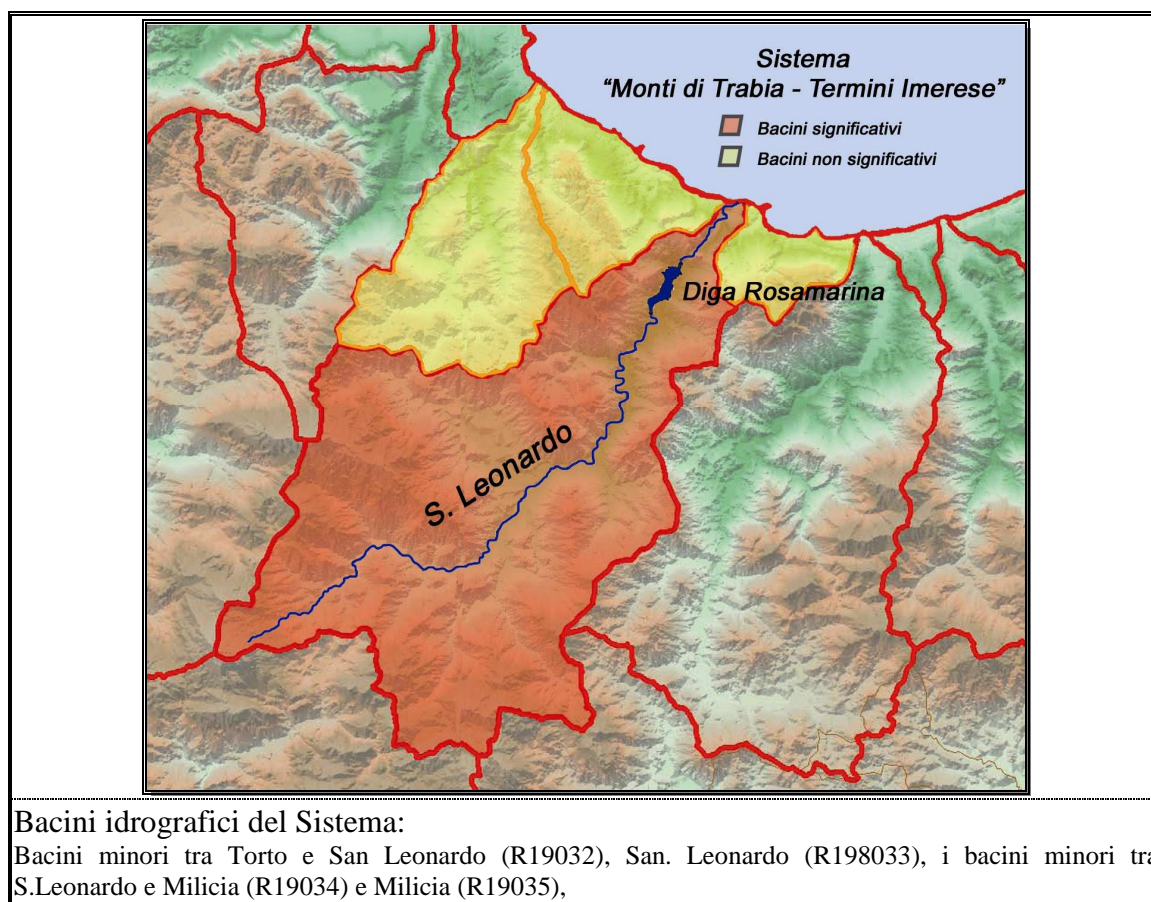 Sistema
“Monti di Trabia - Termini Imerese”
Bacini significativi
Bacini non significativi
Diga Rosamarina
S. Leonardo
Bacini idrografici del Sistema:
Bacini minori tra Torto e San Leonardo (R19032), San. Leonardo (R198033), i bacini minori tra
S.Leonardo e Milicia (R19034) e Milicia (R19035),